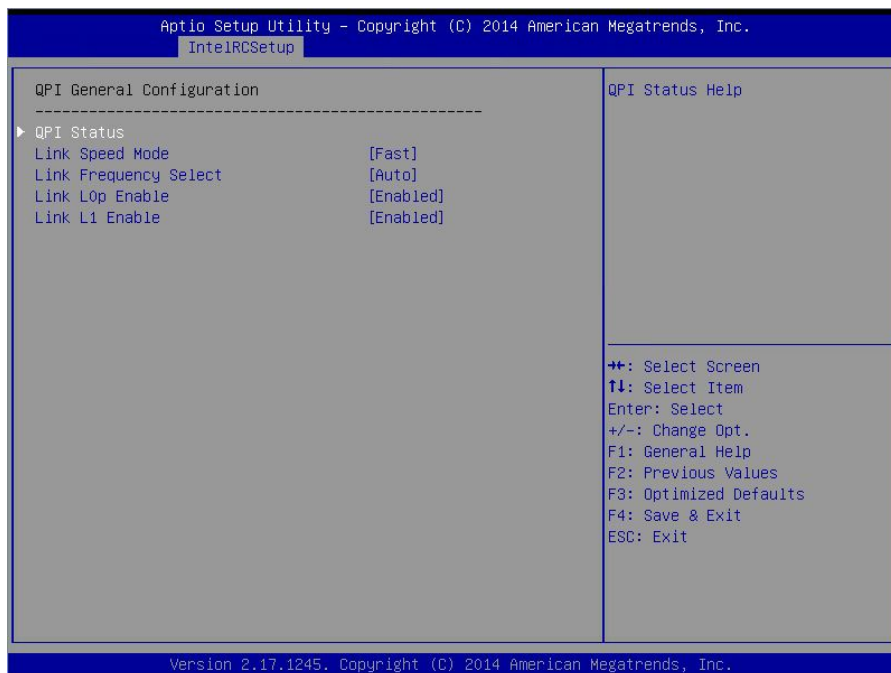 Aptio Setup Utility – Copyright (C) 2014 American Megatrends, Inc.
IntelRCSetup
QPI General Configuration
--------------------------------------------------
QPI Status
Link Speed Mode [Fast]
Link Frequency Select [Auto]
Link L0p Enable [Enabled]
Link L1 Enable [Enabled]
QPI Status Help
→←: Select Screen
↑↓: Select Item
Enter: Select
+/-: Change Opt.
F1: General Help
F2: Previous Values
F3: Optimized Defaults
F4: Save & Exit
ESC: Exit
Version 2.17.1245. Copyright (C) 2014 American Megatrends, Inc.